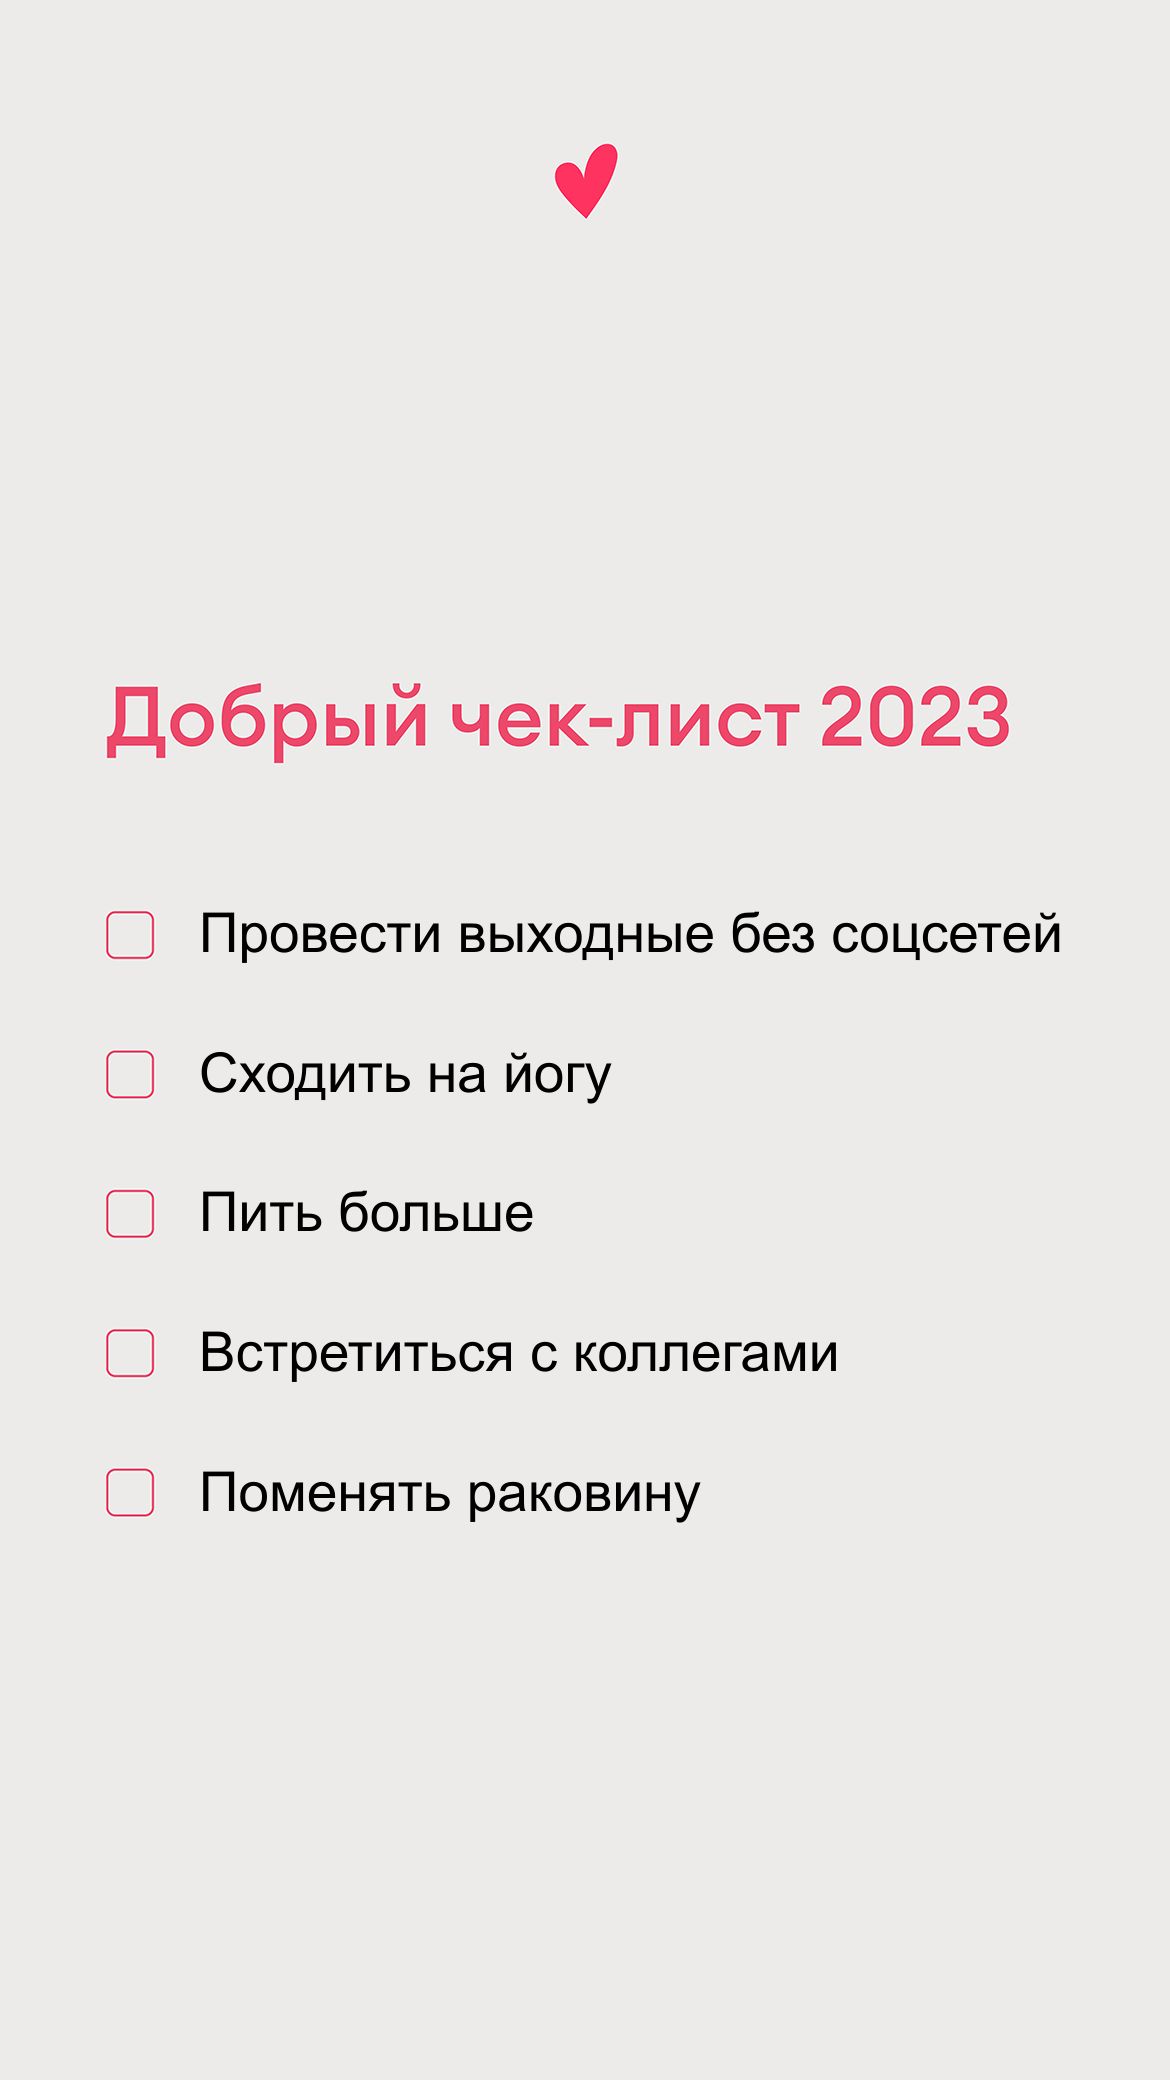 Добрый чек-лист 2023
Провести выходные без соцсетей
Сходить на йогу
Пить больше
Встретиться с коллегами
Поменять раковину